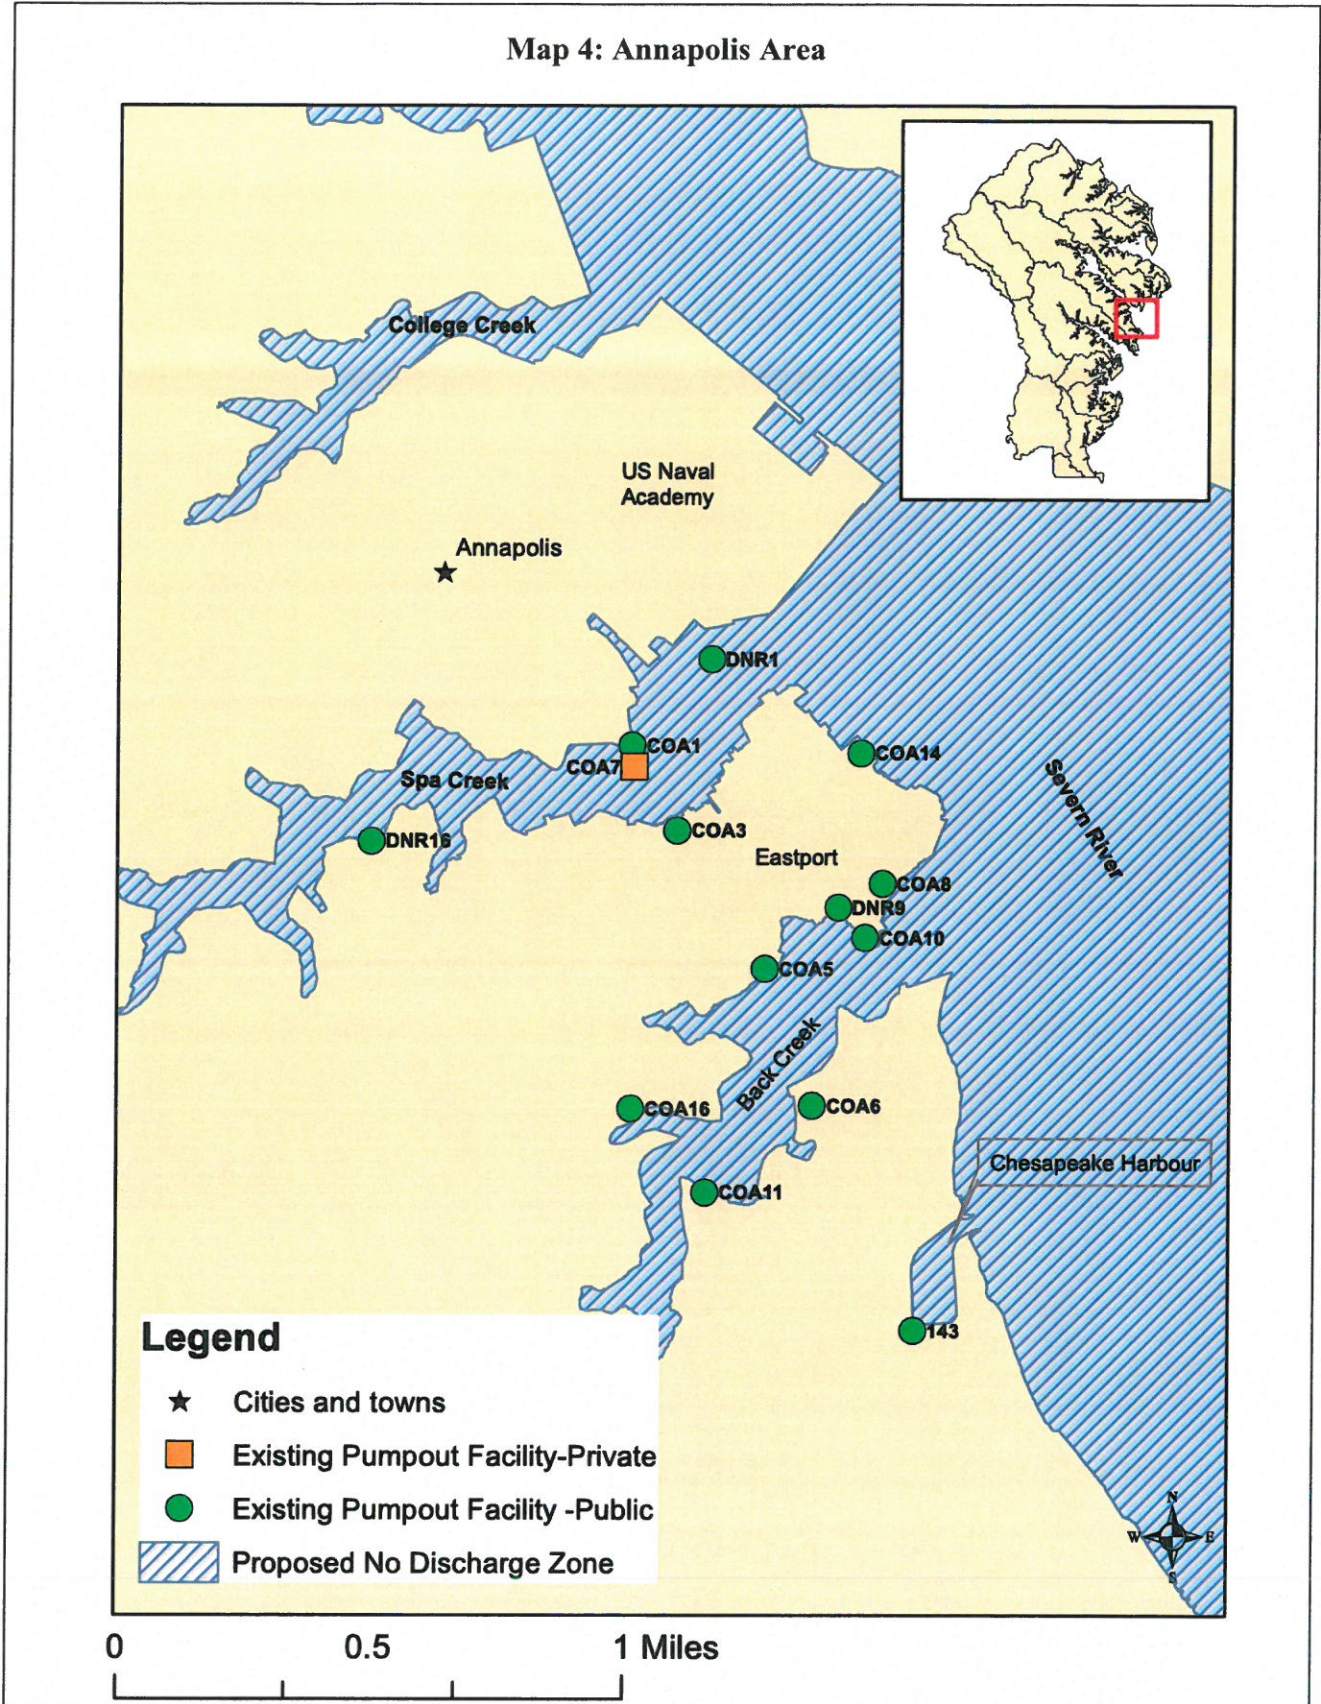 Map 4: Annapolis Area
College Creek
US Naval
Academy
Annapolis
DNR1
COA1
COA7
COA14
Spa Creek
Severn River
COA3
DNR16
Eastport
COA8
DNR9
COA10
COA5
Back Creek
COA16
COA6
Chesapeake Harbour
COA11
143
Legend
Cities and towns
Existing Pumpout Facility-Private
Existing Pumpout Facility -Public
Proposed No Discharge Zone
N
W E
S
0 0.5 1 Miles